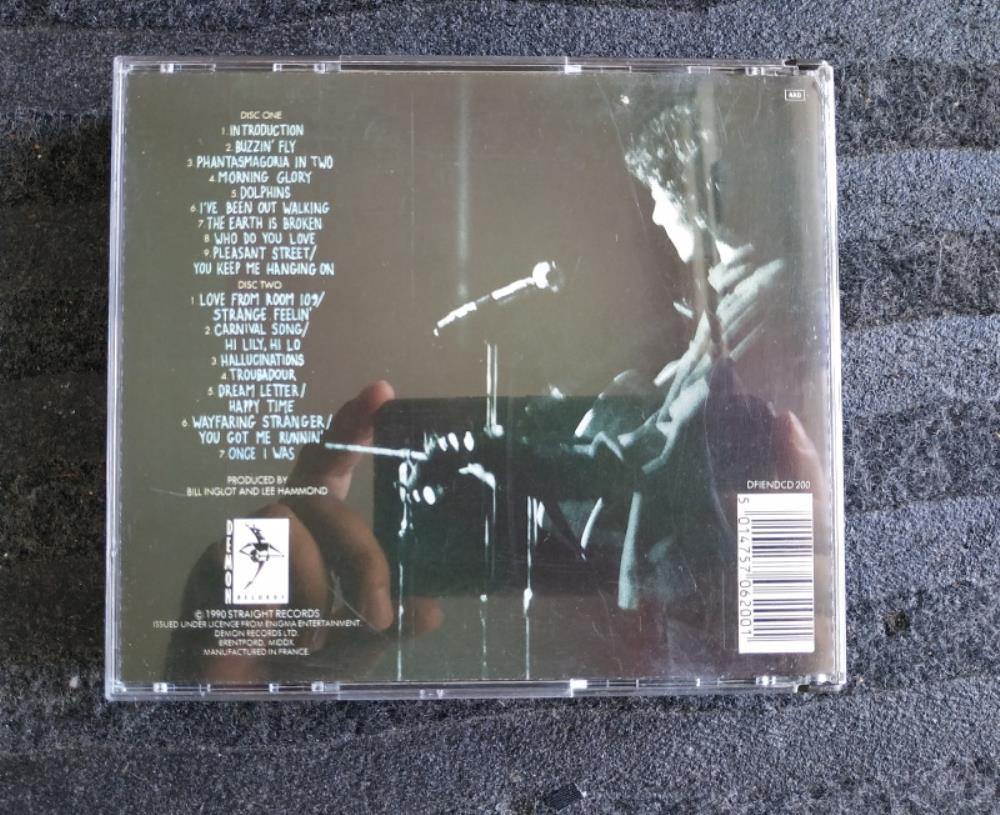 AAD
DISC ONE
1. INTRODUCTION
2. BUZZIN' FLY
3. PHANTASMAGORIA IN TWO
4. MORNING GLORY
5. DOLPHINS
6. I'VE BEEN OUT WALKING
7. THE EARTH IS BROKEN
8. WHO DO YOU LOVE
9. PLEASANT STREET/
YOU KEEP ME HANGING ON
DISC TWO
1. LOVE FROM ROOM 109/
STRANGE FEELIN'
2. CARNIVAL SONG/
HI LILY, HI LO
3. HALLUCINATIONS
4. TROUBADOUR
5. DREAM LETTER/
HAPPY TIME
6. WAYFARING STRANGER/
YOU GOT ME RUNNIN'
7. ONCE I WAS
PRODUCED BY
BILL INGLOT AND LEE HAMMOND
DEMON
RECORDS
© 1990 STRAIGHT RECORDS
ISSUED UNDER LICENCE FROM ENIGMA ENTERTAINMENT.
DEMON RECORDS LTD.
BRENTFORD, MIDDX.
MANUFACTURED IN FRANCE.
DFIENDCD 200
5 014757 062001